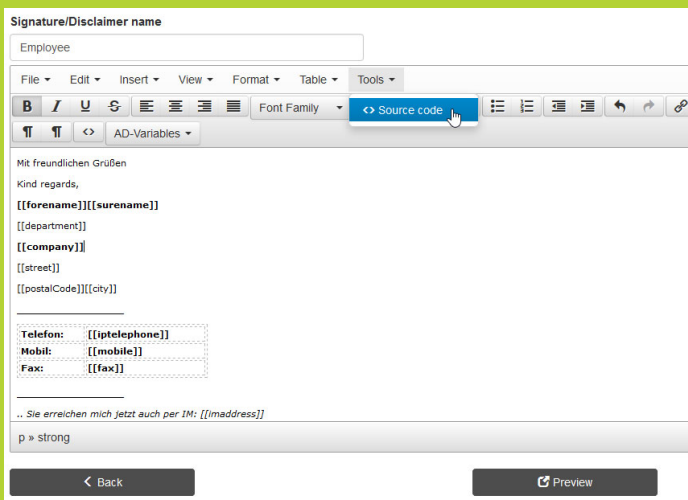 Signature/Disclaimer name
Employee
File Edit Insert View Format Table Tools
B I U S Font Family <> Source code
¶ ¶ <> AD-Variables
Mit freundlichen Grüßen
Kind regards,
[[forename]][[surename]]
[[department]]
[[company]]
[[street]]
[[postalCode]][[city]]
Telefon: [[iptelephone]]
Mobil: [[mobile]]
Fax: [[fax]]
.. Sie erreichen mich jetzt auch per IM: [[imaddress]]
p » strong
Back Preview